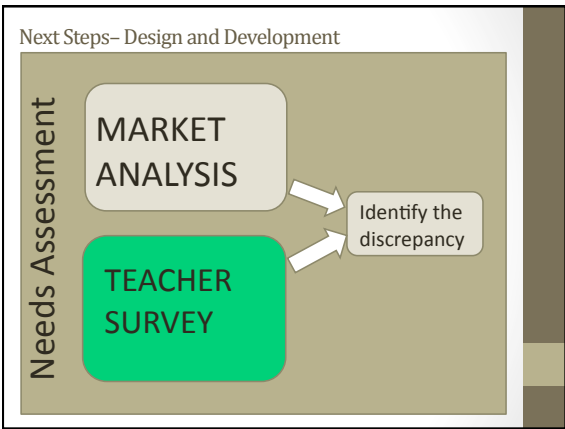 Next Steps– Design and Development
Needs Assessment
MARKET
ANALYSIS
Identify the
discrepancy
TEACHER
SURVEY